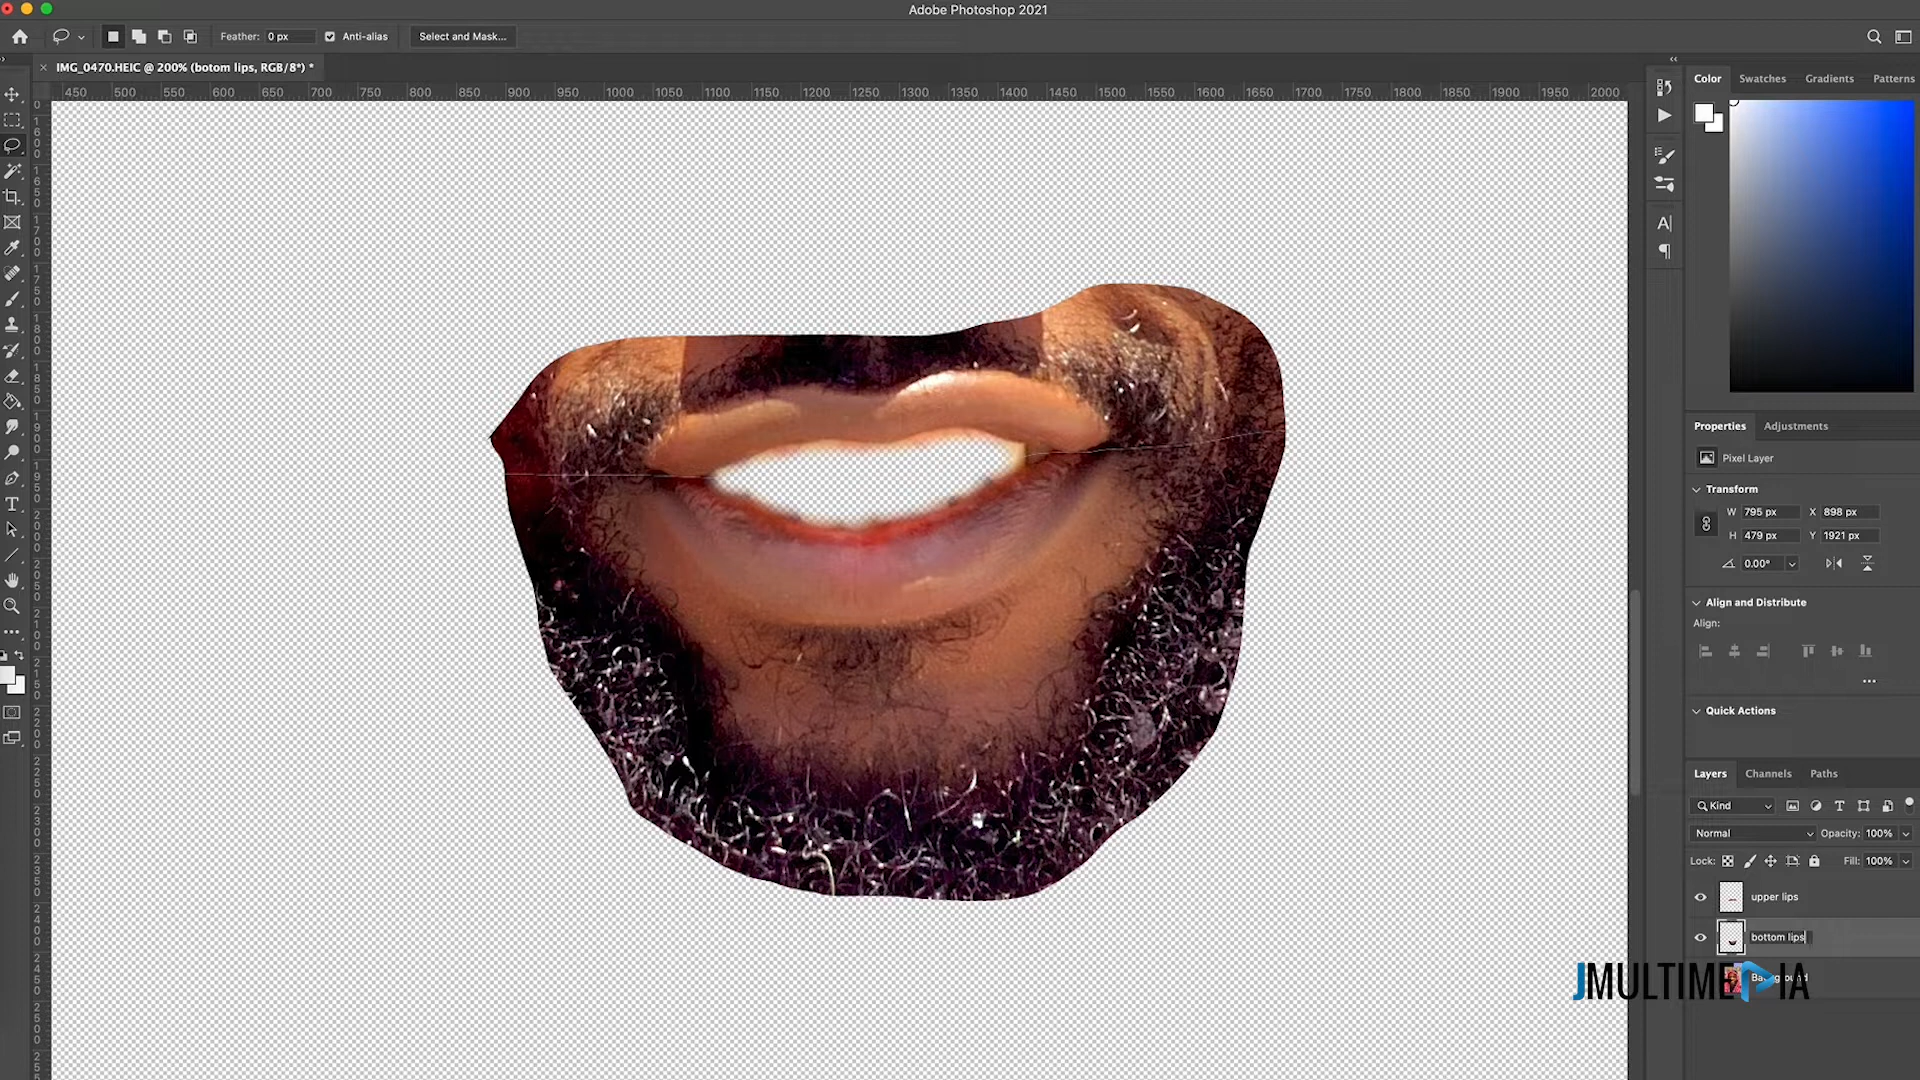 Adobe Photoshop 2021
Feather: 0 px
Anti-alias
Select and Mask...
IMG_0470.HEIC @ 200% (botom lips, RGB/8*) *
450 500 550 600 650 700 750 800 850 900 950 1000 1050 1100 1150 1200 1250 1300 1350 1400 1450 1500 1550 1600 1650 1700 1750 1800 1850 1900 1950 2000
Color Swatches Gradients Patterns
Properties Adjustments
Pixel Layer
Transform
W 795 px X 898 px
H 479 px Y 1921 px
0.00°
Align and Distribute
Align:
Quick Actions
Layers Channels Paths
Kind
Normal Opacity: 100%
Lock: Fill: 100%
upper lips
bottom lips
Background
JMULTIMEDIA